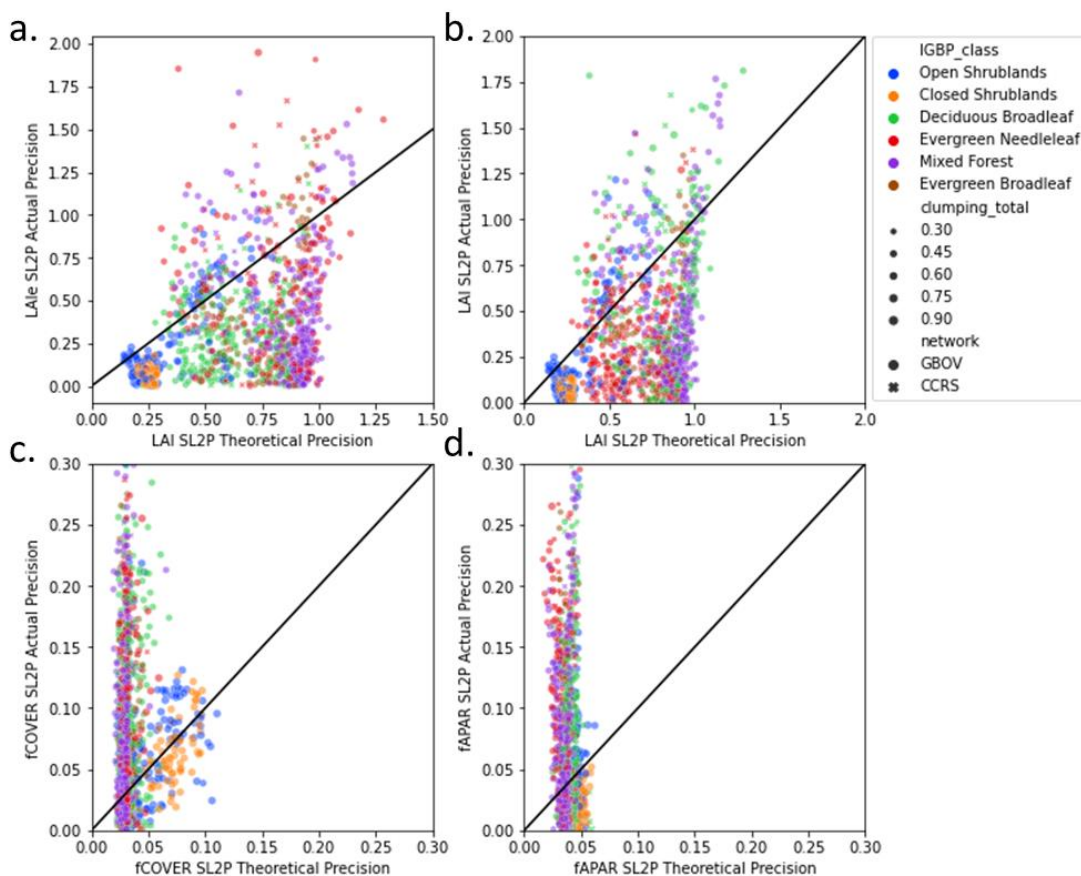 a.
2.00
1.75
1.50
1.25
1.00
0.75
0.50
0.25
0.00
LAIe SL2P Actual Precision
0.00 0.25 0.50 0.75 1.00 1.25 1.50
LAI SL2P Theoretical Precision
b.
2.00
1.75
1.50
1.25
1.00
0.75
0.50
0.25
0.00
LAI SL2P Actual Precision
0.0 0.5 1.0 1.5 2.0
LAI SL2P Theoretical Precision
IGBP_class
Open Shrublands
Closed Shrublands
Deciduous Broadleaf
Evergreen Needleleaf
Mixed Forest
Evergreen Broadleaf
clumping_total
0.30
0.45
0.60
0.75
0.90
network
GBOV
CCRS
c.
0.30
0.25
0.20
0.15
0.10
0.05
0.00
fCOVER SL2P Actual Precision
0.00 0.05 0.10 0.15 0.20 0.25 0.30
fCOVER SL2P Theoretical Precision
d.
0.30
0.25
0.20
0.15
0.10
0.05
0.00
fAPAR SL2P Actual Precision
0.00 0.05 0.10 0.15 0.20 0.25 0.30
fAPAR SL2P Theoretical Precision